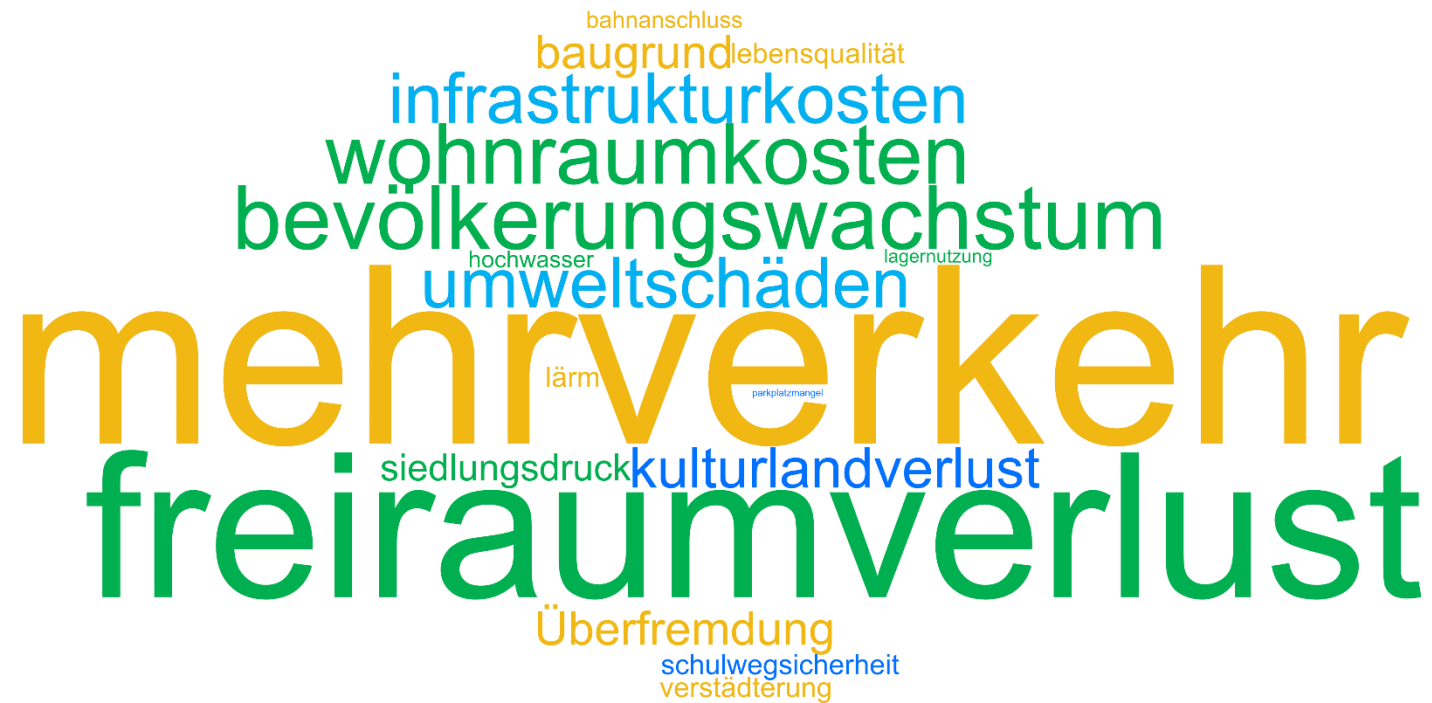 bahnanschluss
baugrund lebensqualität
infrastrukturkosten
wohnraumkosten
bevölkerungswachstum
hochwasser lagernutzung
umweltschäden
mehrverkehr
lärm parkplatzmangel
siedlungsdruck kulturlandverlust
freiraumverlust
Überfremdung
schulwegsicherheit
verstädterung